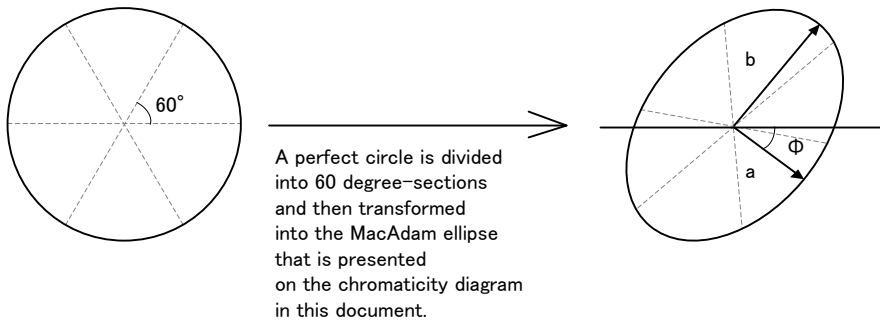 60°
A perfect circle is divided
into 60 degree-sections
and then transformed
into the MacAdam ellipse
that is presented
on the chromaticity diagram
in this document.
b
Φ
a